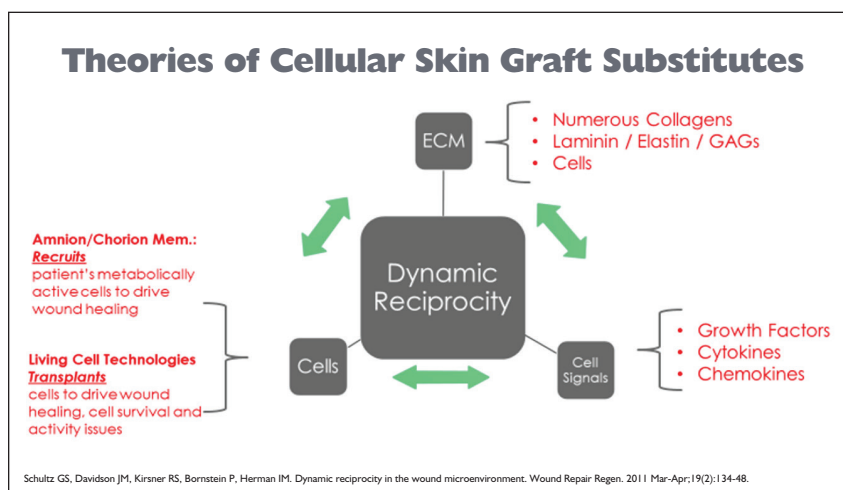 Theories of Cellular Skin Graft Substitutes
ECM
• Numerous Collagens
• Laminin / Elastin / GAGs
• Cells
Amnion/Chorion Mem.:
Recruits
patient's metabolically
active cells to drive
wound healing
Living Cell Technologies
Transplants
cells to drive wound
healing, cell survival and
activity issues
Dynamic
Reciprocity
Cells
Cell
Signals
• Growth Factors
• Cytokines
• Chemokines
Schultz GS, Davidson JM, Kirsner RS, Bornstein P, Herman IM. Dynamic reciprocity in the wound microenvironment. Wound Repair Regen. 2011 Mar-Apr;19(2):134-48.